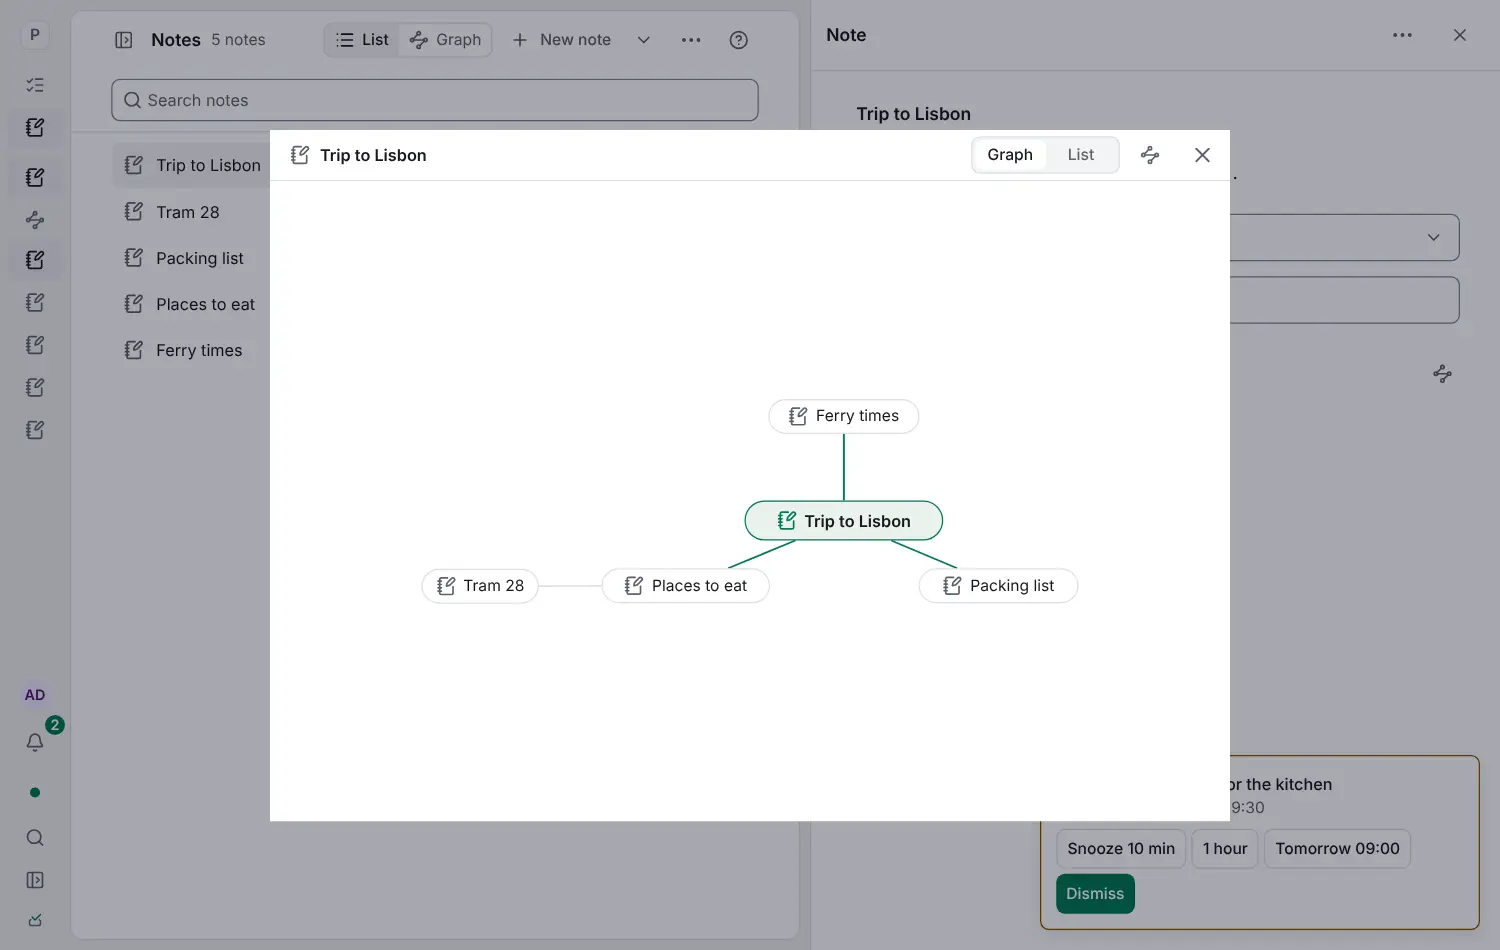 P
Notes 5 notes
List Graph New note
Search notes
Note
Trip to Lisbon
Trip to Lisbon
Tram 28
Packing list
Places to eat
Ferry times
Trip to Lisbon
Graph List
.
Ferry times
Trip to Lisbon
Tram 28
Places to eat
Packing list
AD
2
or the kitchen
9:30
Snooze 10 min 1 hour Tomorrow 09:00
Dismiss